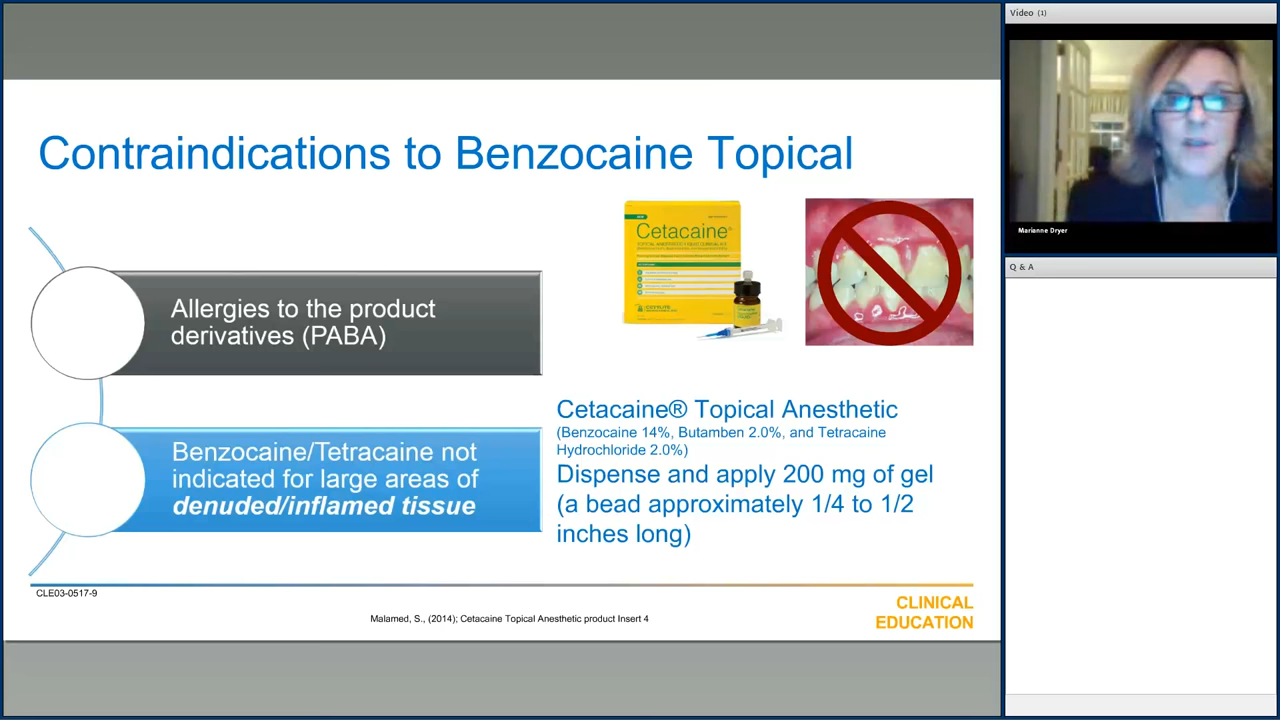 Contraindications to Benzocaine Topical
Cetacaine
Allergies to the product
derivatives (PABA)
Benzocaine/Tetracaine not
indicated for large areas of
denuded/inflamed tissue
Cetacaine® Topical Anesthetic
(Benzocaine 14%, Butamben 2.0%, and Tetracaine
Hydrochloride 2.0%)
Dispense and apply 200 mg of gel
(a bead approximately 1/4 to 1/2
inches long)
CLE03-0517-9
Malamed, S., (2014); Cetacaine Topical Anesthetic product Insert 4
CLINICAL
EDUCATION
Video (1)
Marianne Dryer
Q & A